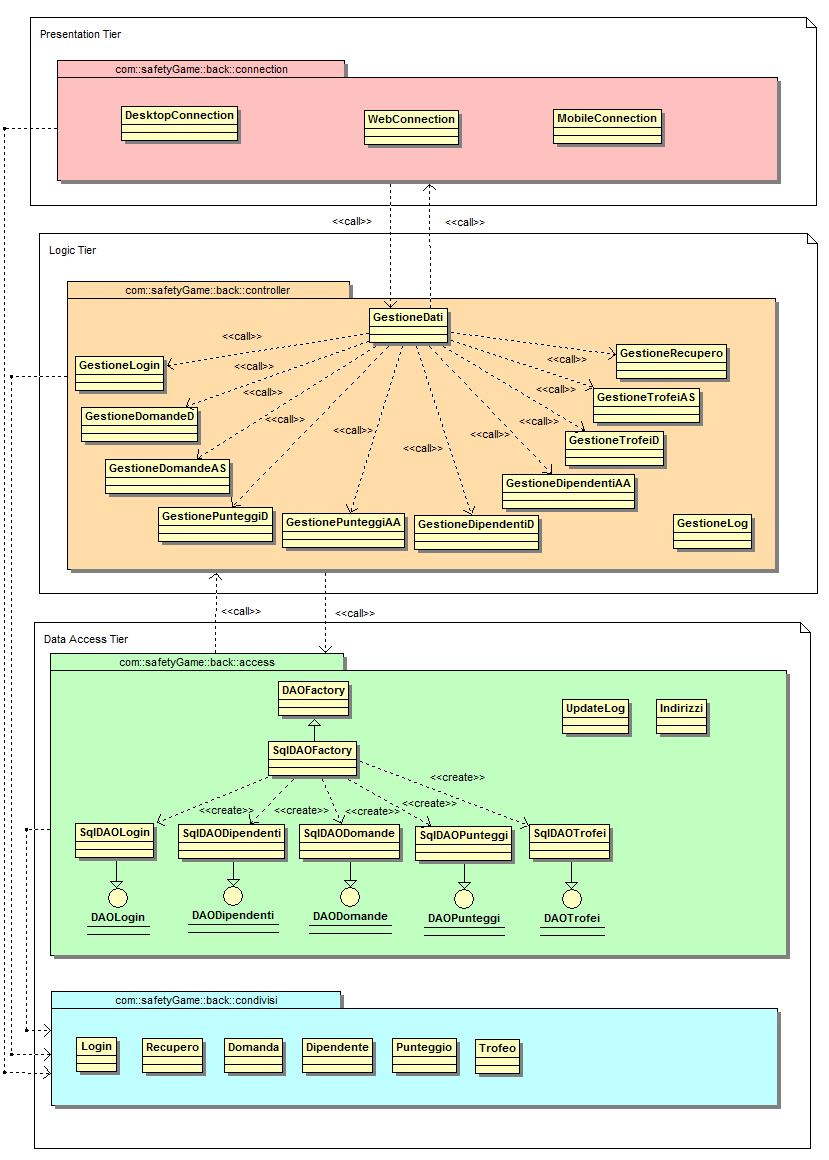 Presentation Tier
com::safetyGame::back::connection
DesktopConnection
WebConnection
MobileConnection
<<call>>
<<call>>
Logic Tier
com::safetyGame::back::controller
GestioneDati
<<call>>
GestioneRecupero
<<call>>
GestioneLogin
<<call>>
<<call>>
<<call>>
GestioneTrofeiAS
GestioneDomandeD
<<call>>
<<call>>
<<call>>
<<call>>
GestioneTrofeiD
<<call>>
GestioneDomandeAS
GestioneDipendentiAA
GestionePunteggiD
GestionePunteggiAA
GestioneDipendentiD
GestioneLog
<<call>>
<<call>>
Data Access Tier
com::safetyGame::back::access
DAOFactory
UpdateLog
Indirizzi
SqlDAOFactory
<<create>>
<<create>>
<<create>>
<<create>>
<<create>>
SqlDAOLogin
SqlDAODipendenti
SqlDAODomande
SqlDAOPunteggi
SqlDAOTrofei
DAOLogin
DAODipendenti
DAODomande
DAOPunteggi
DAOTrofei
com::safetyGame::back::condivisi
Login
Recupero
Domanda
Dipendente
Punteggio
Trofeo